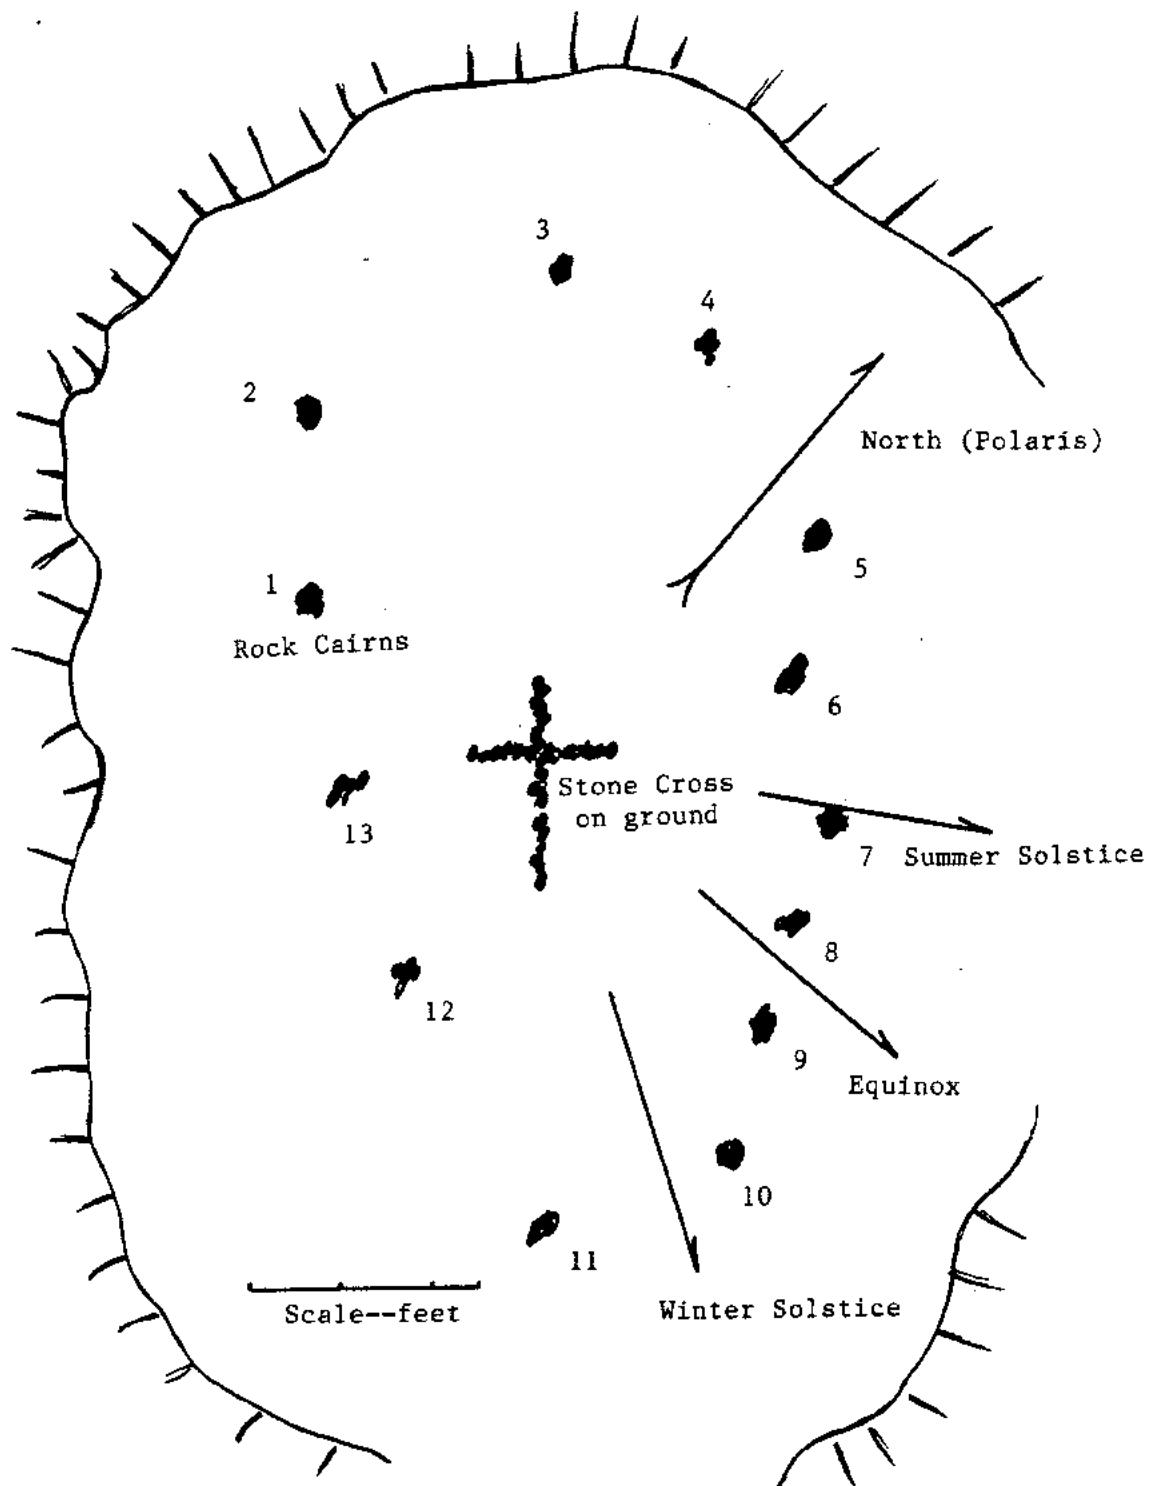 3
4
2
North (Polaris)
5
1
Rock Cairns
6
Stone Cross
on ground
13
7 Summer Solstice
8
12
9
Equinox
10
11
Scale--feet
Winter Solstice